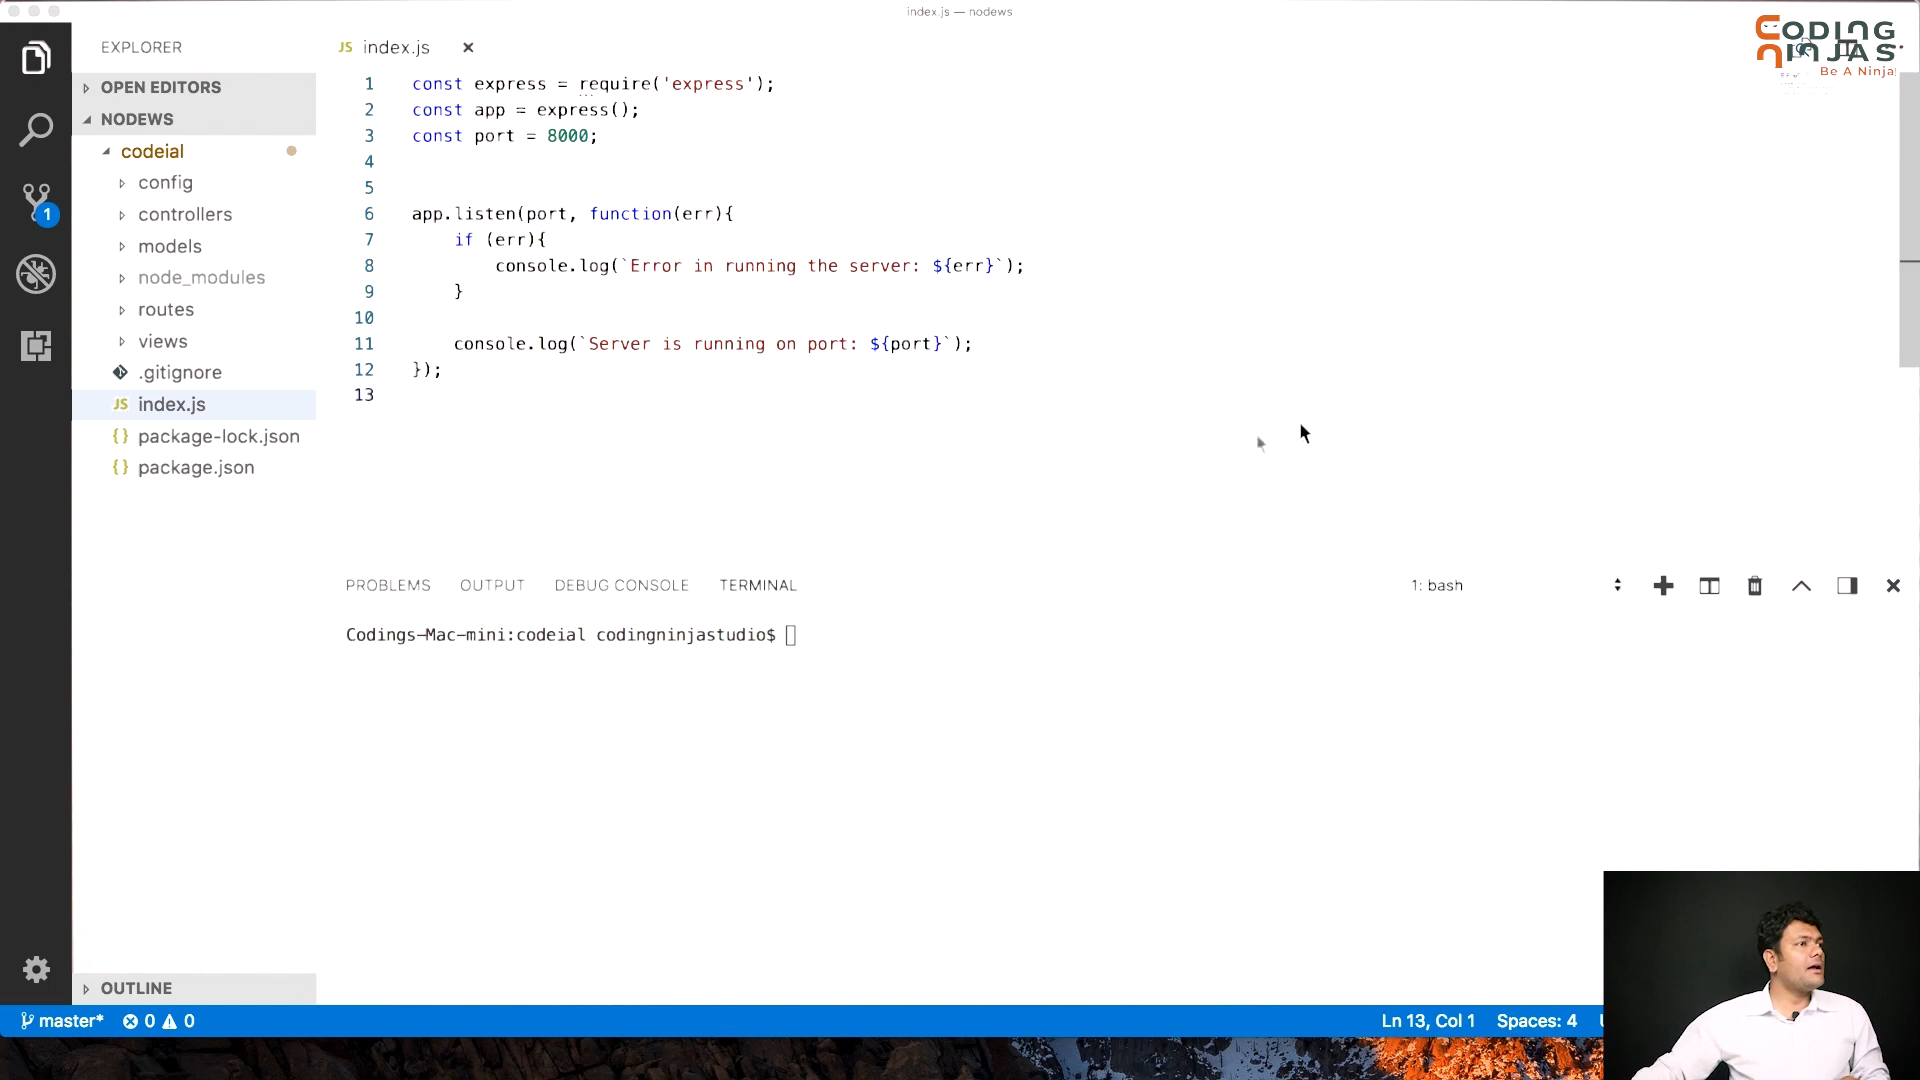 index.js — nodews
CODING NINJAS
Be A Ninja!
EXPLORER
OPEN EDITORS
NODEWS
codeial
config
controllers
models
node_modules
routes
views
.gitignore
JS index.js
{} package-lock.json
{} package.json
OUTLINE
1
JS index.js
1 const express = require('express');
2 const app = express();
3 const port = 8000;
4
5
6 app.listen(port, function(err){
7     if (err){
8         console.log(`Error in running the server: ${err}`);
9     }
10
11     console.log(`Server is running on port: ${port}`);
12 });
13
PROBLEMS OUTPUT DEBUG CONSOLE TERMINAL 1: bash
Codings-Mac-mini:codeial codingninjastudio$
master* 0 0 Ln 13, Col 1 Spaces: 4